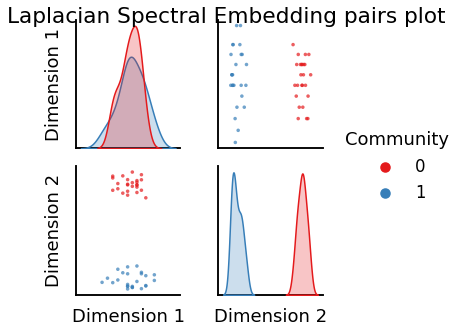 Laplacian Spectral Embedding pairs plot
Dimension 1
Community
0
1
Dimension 2
Dimension 1
Dimension 2